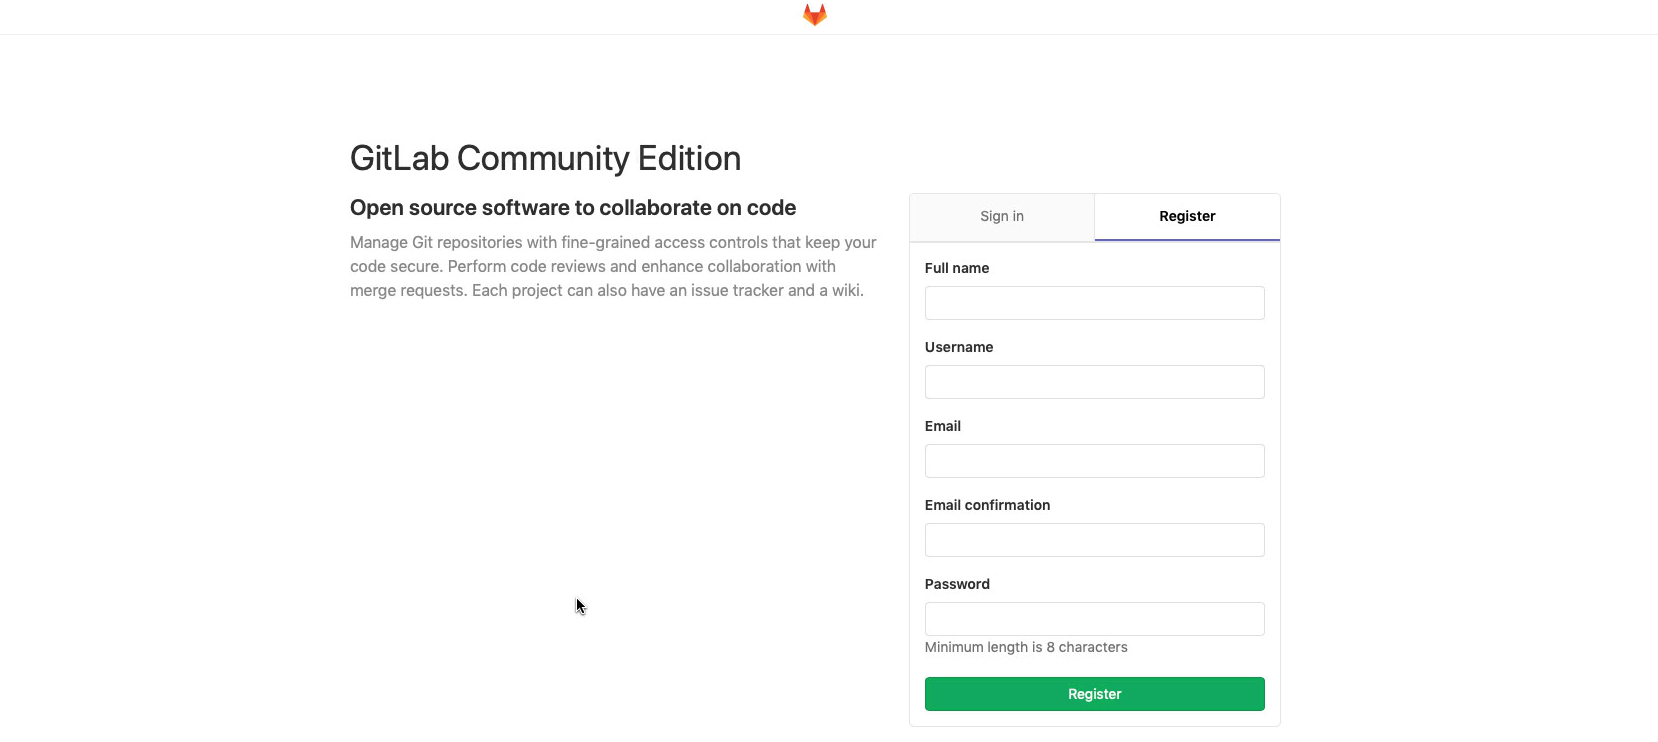 GitLab Community Edition
Open source software to collaborate on code
Manage Git repositories with fine-grained access controls that keep your
code secure. Perform code reviews and enhance collaboration with
merge requests. Each project can also have an issue tracker and a wiki.
Sign in
Register
Full name
Username
Email
Email confirmation
Password
Minimum length is 8 characters
Register